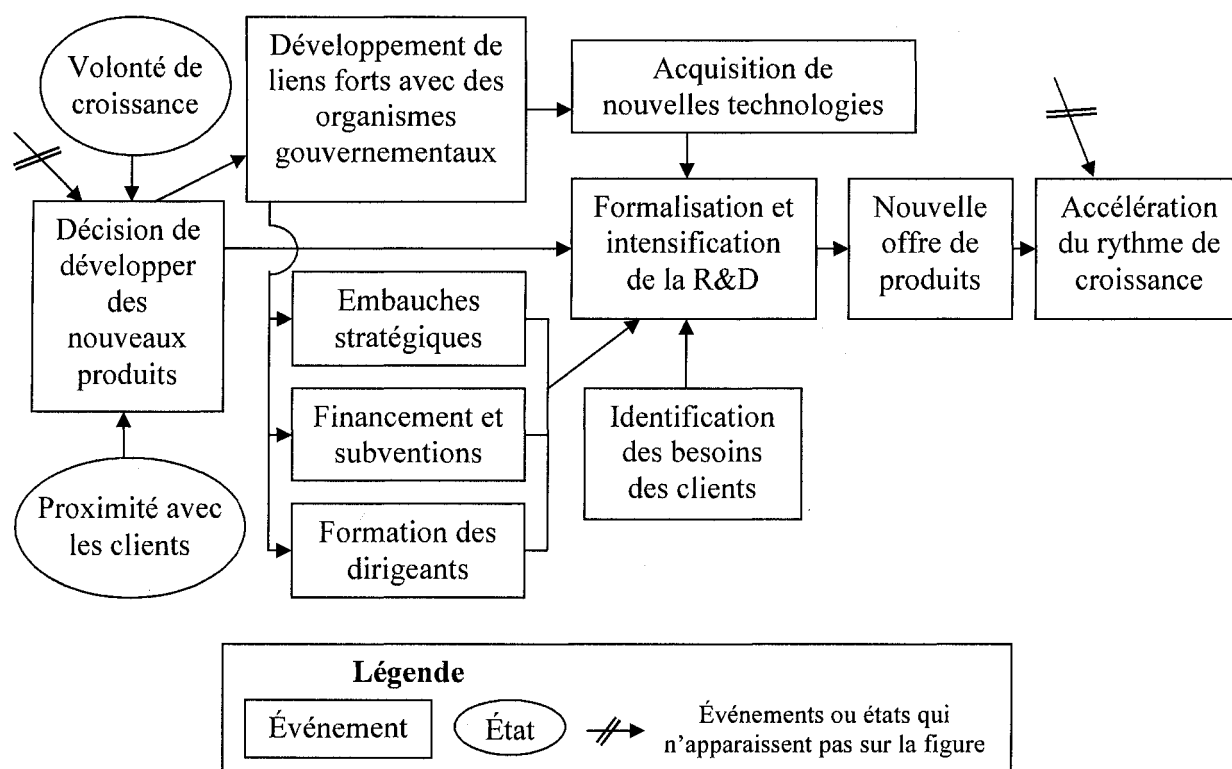 Volonté de
croissance
Développement de
liens forts avec des
organismes
gouvernementaux
Acquisition de
nouvelles technologies
Décision de
développer
des
nouveaux
produits
Formalisation et
intensification
de la R&D
Nouvelle
offre de
produits
Accélération
du rythme de
croissance
Embauches
stratégiques
Financement et
subventions
Formation des
dirigeants
Identification
des besoins
des clients
Proximité avec
les clients
Légende
Événement
État
Événements ou états qui
n'apparaissent pas sur la figure